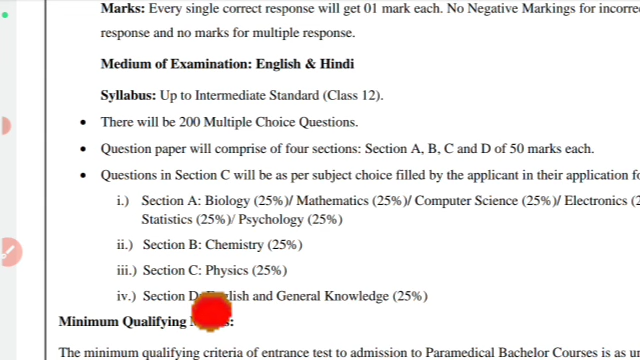 Marks: Every single correct response will get 01 mark each. No Negative Markings for
response and no marks for multiple response.
Medium of Examination: English & Hindi
Syllabus: Up to Intermediate Standard (Class 12).
• There will be 200 Multiple Choice Questions.
• Question paper will comprise of four sections: Section A, B, C and D of 50 marks each.
• Questions in Section C will be as per subject choice filled by the applicant in their application
i.) Section A: Biology (25%)/ Mathematics (25%)/ Computer Science (25%)/ Electronics
Statistics (25%)/ Psychology (25%)
ii.) Section B: Chemistry (25%)
iii.) Section C: Physics (25%)
iv.) Section and General Knowledge (25%)
Minimum Qualifying
The minimum qualifying criteria of entrance test to admission to Paramedical Bachelor Courses is as